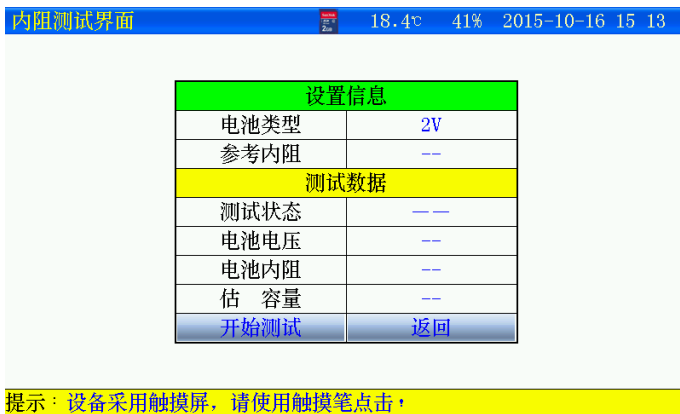 内阻测试界面 18.4℃ 41% 2015-10-16 15 13
设置信息
电池类型 2V
参考内阻 --
测试数据
测试状态 ——
电池电压 --
电池内阻 --
估 容量 --
开始测试 返回
提示：设备采用触摸屏，请使用触摸笔点击！